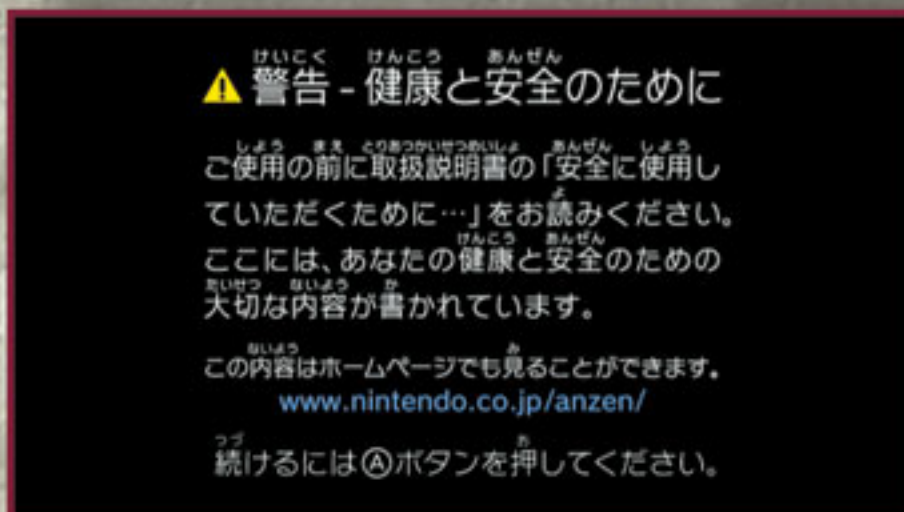 ⚠ 警告 - 健康と安全のために
ご使用の前に取扱説明書の「安全に使用し
ていただくために…」をお読みください。
ここには、あなたの健康と安全のための
大切な内容が書かれています。
この内容はホームページでも見ることができます。
www.nintendo.co.jp/anzen/
続けるにはⒶボタンを押してください。